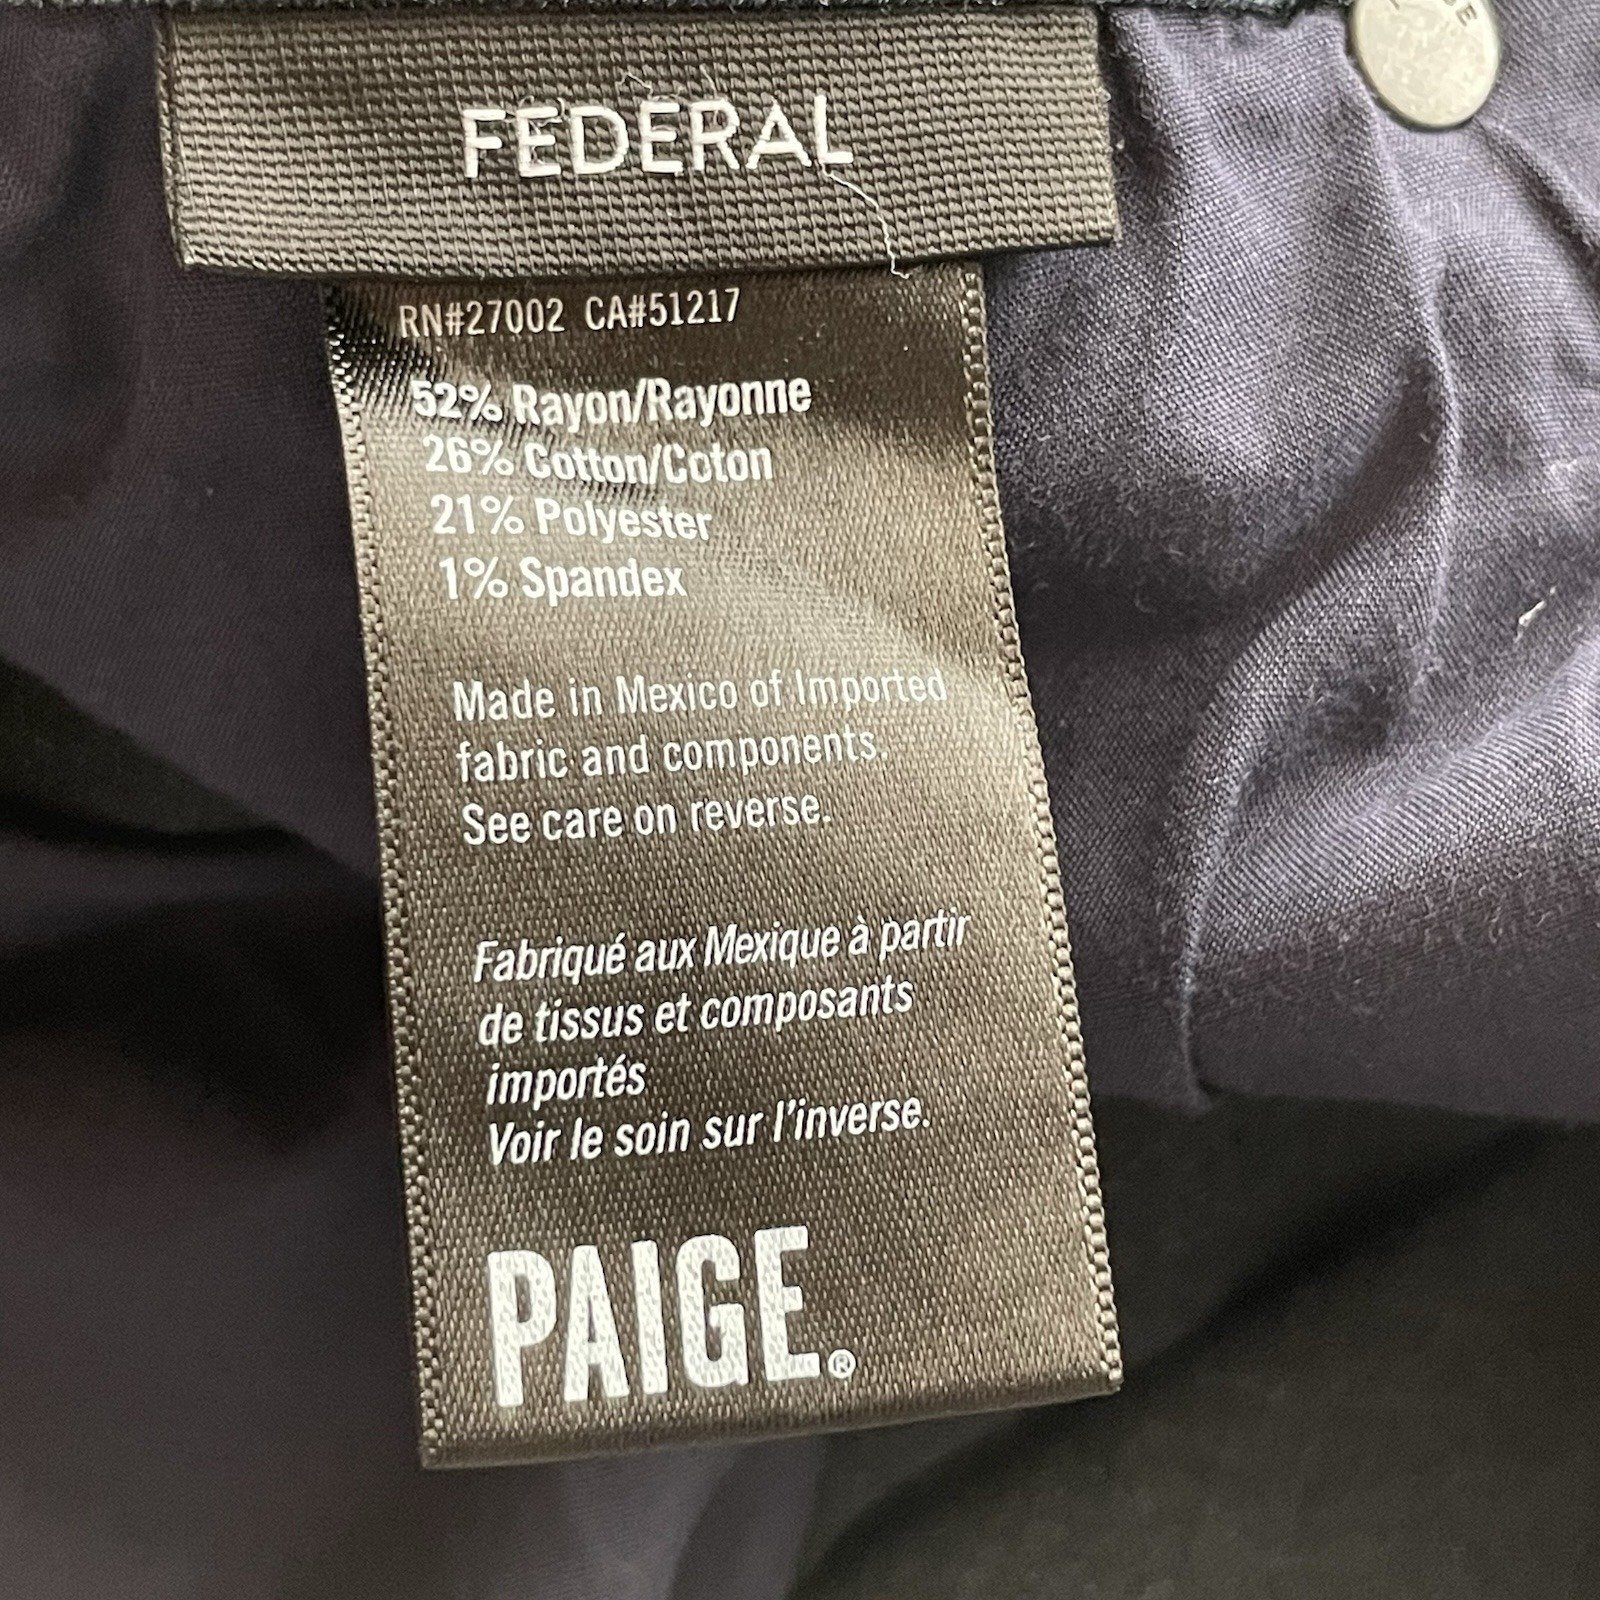 FEDERAL
RN#27002 CA#51217
52% Rayon/Rayonne
26% Cotton/Coton
21% Polyester
1% Spandex
Made in Mexico of Imported
fabric and components.
See care on reverse.
Fabriqué aux Mexique à partir
de tissus et composants
importés
Voir le soin sur l'inverse.
PAIGE®